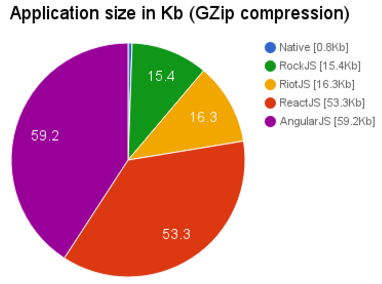 Application size in Kb (GZip compression)
Native [0.8Kb]
RockJS [15.4Kb]
RiotJS [16.3Kb]
ReactJS [53.3Kb]
AngularJS [59.2Kb]
15.4
16.3
59.2
53.3